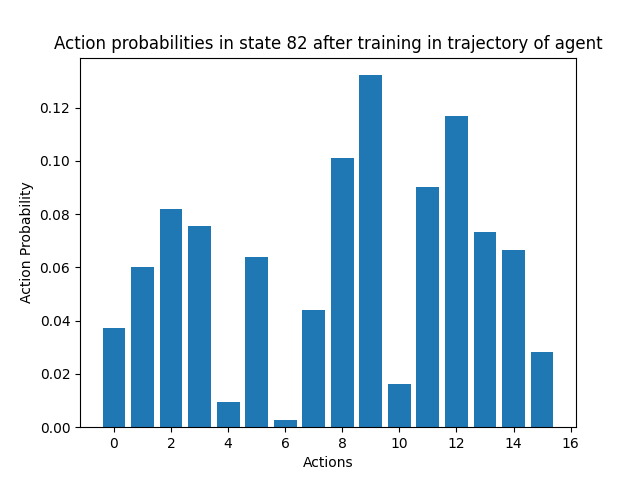 Action probabilities in state 82 after training in trajectory of agent
0.12
0.10
0.08
0.06
0.04
0.02
0.00
Action Probability
0 2 4 6 8 10 12 14 16
Actions